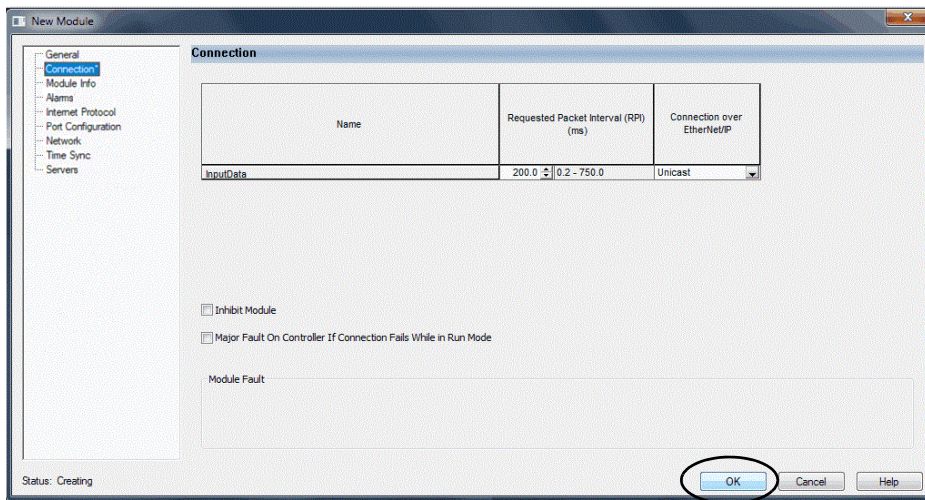 New Module
General
Connection*
Module Info
Alarms
Internet Protocol
Port Configuration
Network
Time Sync
Servers
Connection
Name
Requested Packet Interval (RPI)
(ms)
Connection over
EtherNet/IP
InputData
200.0
0.2 - 750.0
Unicast
Inhibit Module
Major Fault On Controller If Connection Fails While in Run Mode
Module Fault
Status: Creating
OK
Cancel
Help